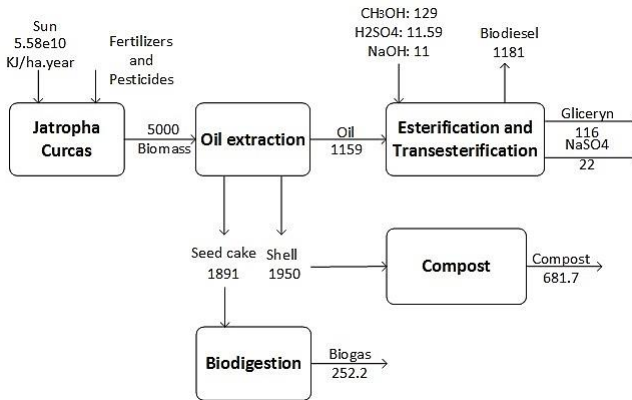 Sun
5.58e10
KJ/ha.year
Fertilizers
and
Pesticides
CH3OH: 129
H2SO4: 11.59
NaOH: 11
Biodiesel
1181
Jatropha
Curcas
5000
Biomass
Oil extraction
Oil
1159
Esterification and
Transesterification
Gliceryn
116
NaSO4
22
Seed cake
1891
Shell
1950
Compost
Compost
681.7
Biodigestion
Biogas
252.2